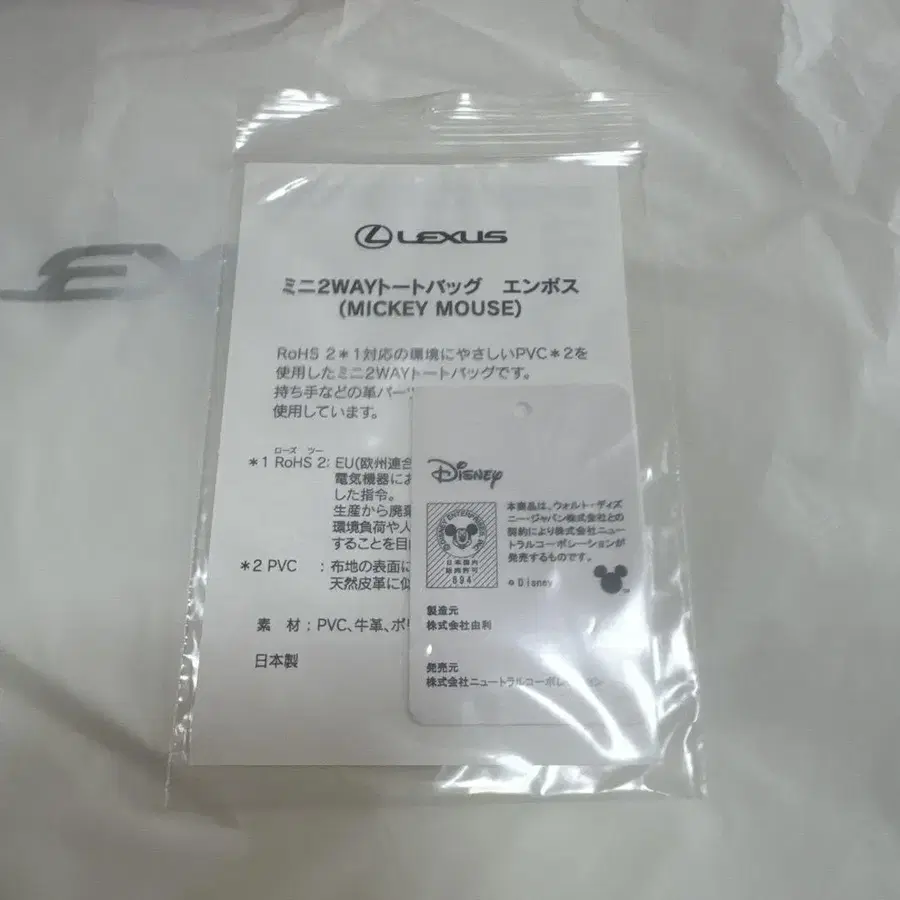 LEXUS
ミニ2WAYトートバッグ エンボス
(MICKEY MOUSE)
RoHS 2*1対応の環境にやさしいPVC*2を
使用したミニ2WAYトートバッグです。
持ち手などの革パーツ
使用しています。
ローズ ツー
*1 RoHS 2: EU(欧州連合
電気機器にお
した指令。
生産から廃棄
環境負荷や人
することを目
*2 PVC : 布地の表面に
天然皮革に似
素 材 : PVC、牛革、ポリ
日本製
Disney
本商品は、ウォルト・ディズ
ニー・ジャパン株式会社との
契約により株式会社ニュー
トラルコーポレーションが
発売するものです。
日本国内
販売許可
894
© Disney
製造元
株式会社由利
発売元
株式会社ニュートラルコーポレーション